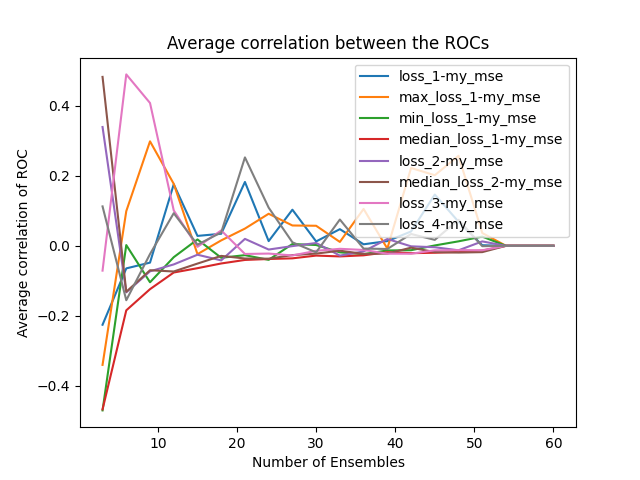 Average correlation between the ROCs
loss_1-my_mse
max_loss_1-my_mse
min_loss_1-my_mse
median_loss_1-my_mse
loss_2-my_mse
median_loss_2-my_mse
loss_3-my_mse
loss_4-my_mse
Average correlation of ROC
0.4
0.2
0.0
−0.2
−0.4
10
20
30
40
50
60
Number of Ensembles